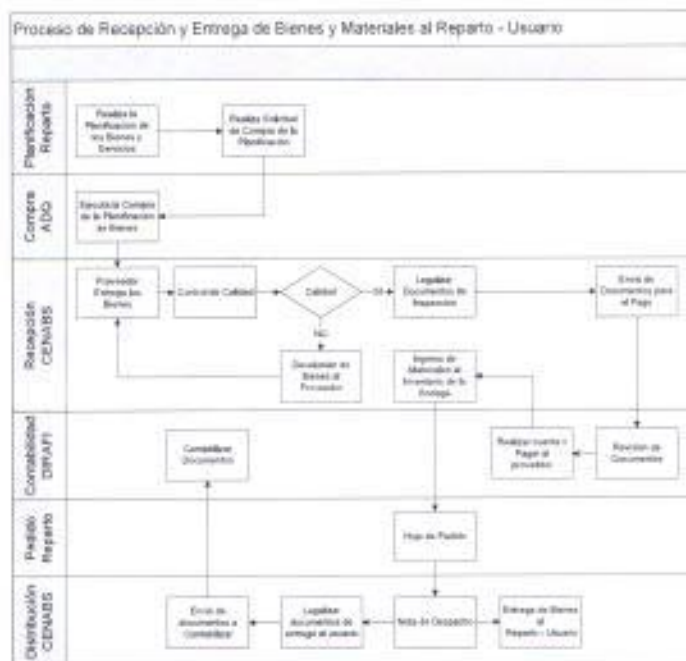 Proceso de Recepción y Entrega de Bienes y Materiales al Reparto - Usuario
Planificación
Reparto
Realiza la
Planificación de
los Bienes y
Servicios
Realiza Solicitud
de Compra de la
Planificación
Compra
ADQ
Ejecuta la Compra
de la Planificación
de Bienes
Recepción
CENABS
Proveedor
Entrega los
Bienes
Control de Calidad
Calidad
SI
NO
Legalizar
Documentos de
Inspección
Envío de
Documentos para
el Pago
Devolución de
Bienes al
Proveedor
Ingreso de
Materiales al
Inventario de la
Bodega
Contabilidad
DIRAFI
Contabilizar
Documentos
Realizar cuenta x
Pagar al
proveedor
Revisión de
Documentos
Pedido
Reparto
Hoja de Pedido
Distribución
CENABS
Envío de
documentos a
Contabilizar
Legalizar
documentos de
entrega al usuario
Nota de Despacho
Entrega de Bienes
al
Reparto - Usuario